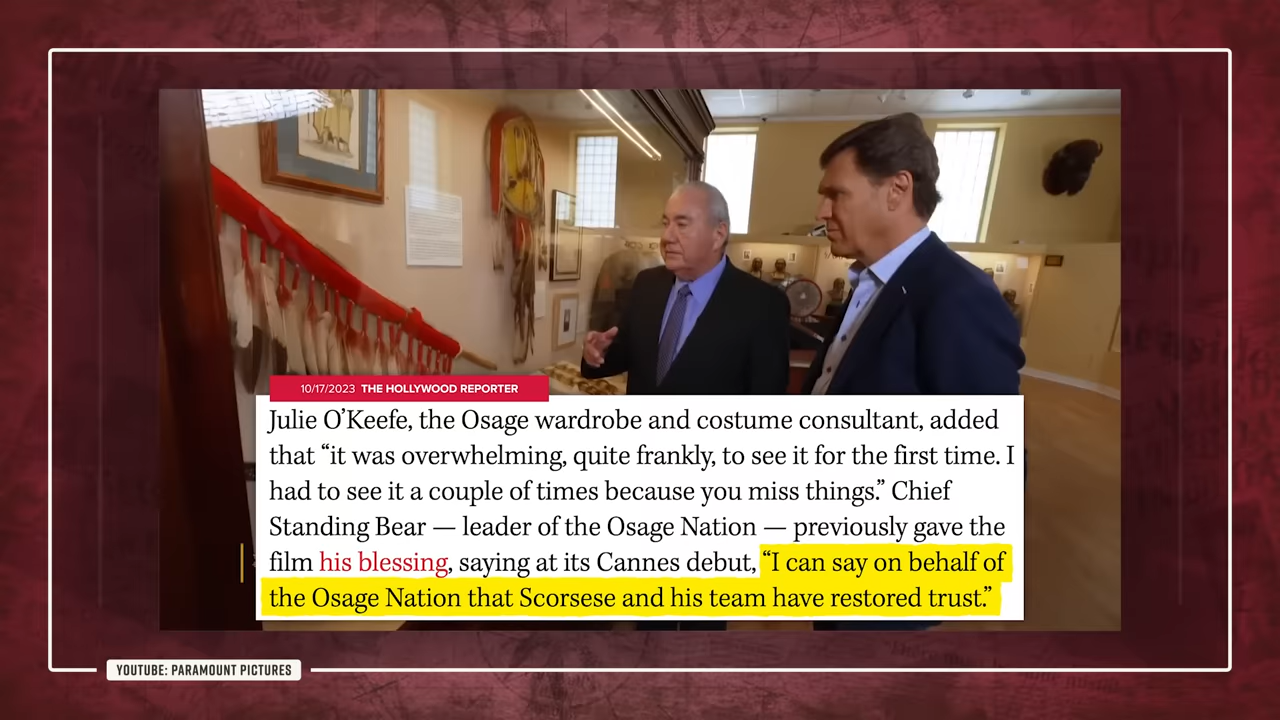 10/17/2023 THE HOLLYWOOD REPORTER
Julie O’Keefe, the Osage wardrobe and costume consultant, added
that “it was overwhelming, quite frankly, to see it for the first time. I
had to see it a couple of times because you miss things.” Chief
Standing Bear — leader of the Osage Nation — previously gave the
film his blessing, saying at its Cannes debut, “I can say on behalf of
the Osage Nation that Scorsese and his team have restored trust.”
YOUTUBE: PARAMOUNT PICTURES